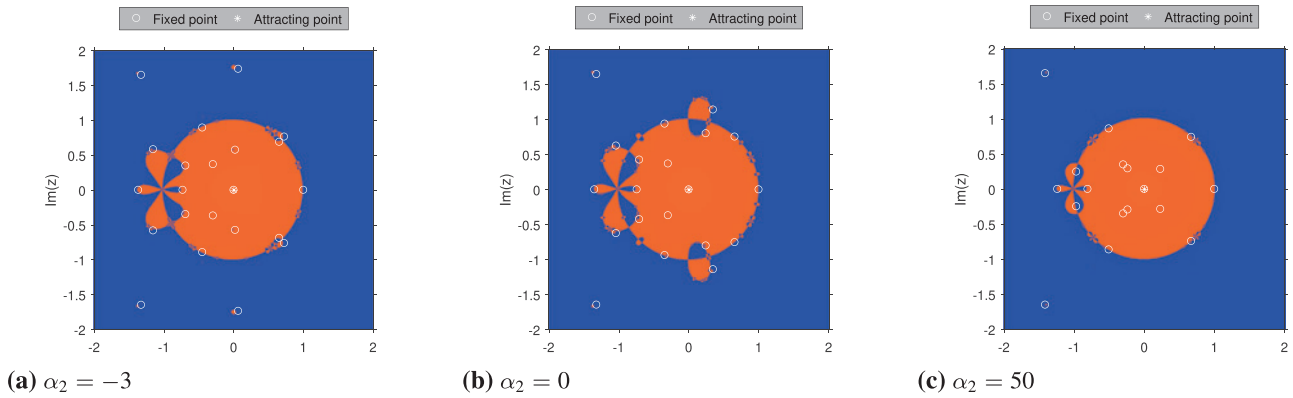 Fixed point Attracting point
2
1.5
1
0.5
0
-0.5
-1
-1.5
-2
Im(z)
-2 -1 0 1 2
(a) α₂ = −3
Fixed point Attracting point
2
1.5
1
0.5
0
-0.5
-1
-1.5
-2
Im(z)
-2 -1 0 1 2
(b) α₂ = 0
Fixed point Attracting point
2
1.5
1
0.5
0
-0.5
-1
-1.5
-2
Im(z)
-2 -1 0 1 2
(c) α₂ = 50